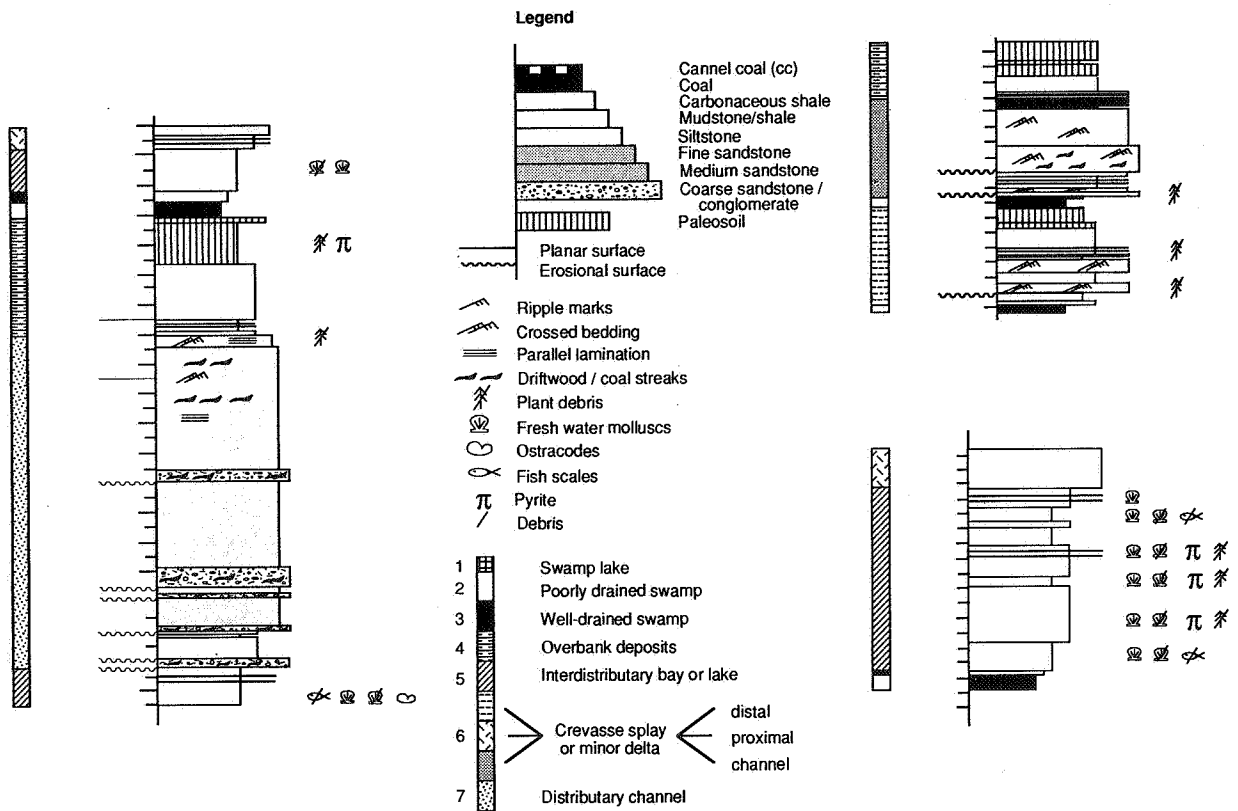 Legend
Cannel coal (cc)
Coal
Carbonaceous shale
Mudstone/shale
Siltstone
Fine sandstone
Medium sandstone
Coarse sandstone /
conglomerate
Paleosoil
Planar surface
Erosional surface
Ripple marks
Crossed bedding
Parallel lamination
Driftwood / coal streaks
Plant debris
Fresh water molluscs
Ostracodes
Fish scales
π Pyrite
Debris
1 Swamp lake
2 Poorly drained swamp
3 Well-drained swamp
4 Overbank deposits
5 Interdistributary bay or lake
6 Crevasse splay
or minor delta
distal
proximal
channel
7 Distributary channel
π
π
π
π